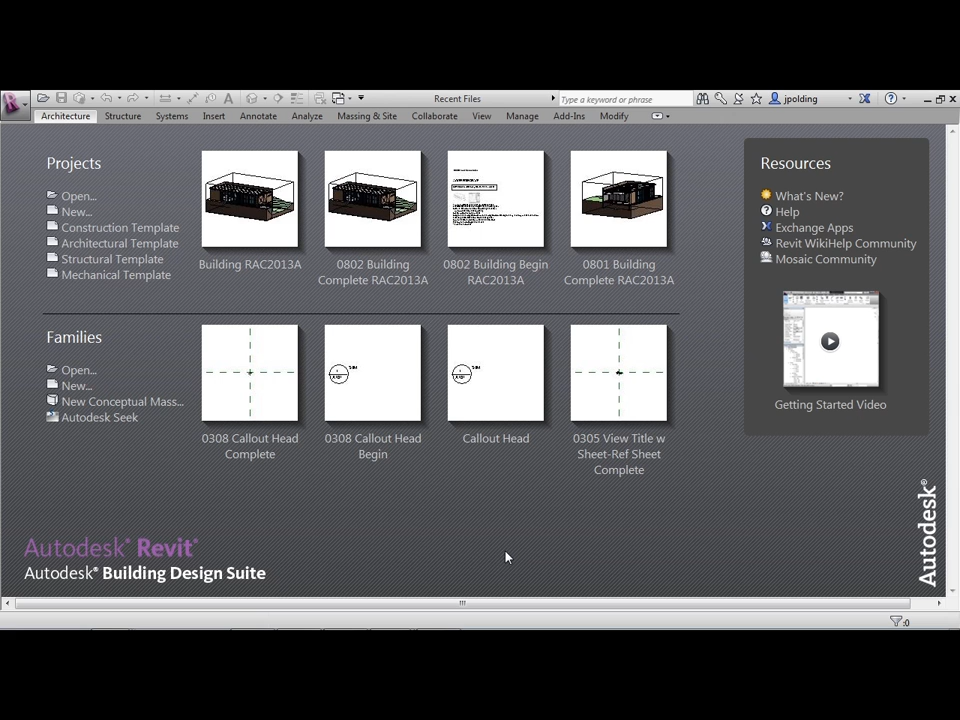 Recent Files
Type a keyword or phrase
jpolding
Architecture Structure Systems Insert Annotate Analyze Massing & Site Collaborate View Manage Add-Ins Modify
Projects
Open...
New...
Construction Template
Architectural Template
Structural Template
Mechanical Template
Building RAC2013A
0802 Building
Complete RAC2013A
0802 Building Begin
RAC2013A
0801 Building
Complete RAC2013A
Families
Open...
New...
New Conceptual Mass...
Autodesk Seek
0308 Callout Head
Complete
0308 Callout Head
Begin
Callout Head
0305 View Title w
Sheet-Ref Sheet
Complete
Resources
What's New?
Help
Exchange Apps
Revit WikiHelp Community
Mosaic Community
Getting Started Video
Autodesk® Revit®
Autodesk® Building Design Suite
Autodesk®
:0